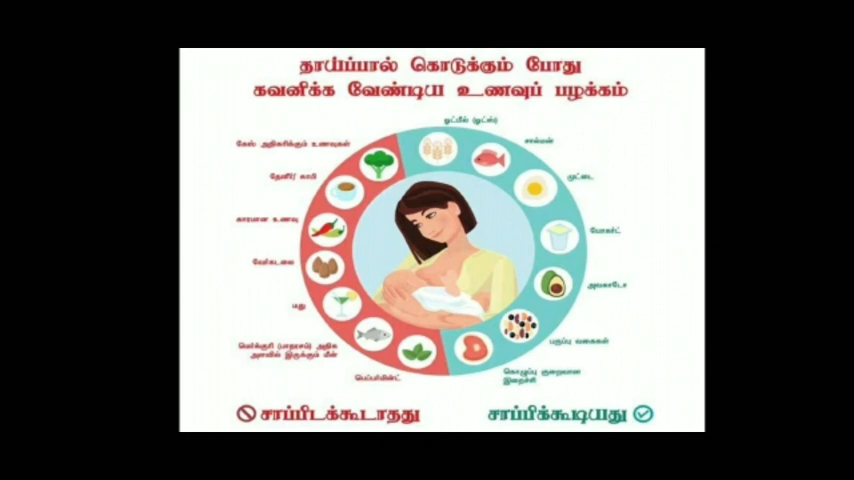 தாய்ப்பால் கொடுக்கும் போது
கவனிக்க வேண்டிய உணவுப் பழக்கம்
ஓட்மீல் (ஓட்ஸ்)
சால்மன்
முட்டை
யோகர்ட்
அவகாடோ
பருப்பு வகைகள்
கொழுப்பு குறைவான
இறைச்சி
கேஸ் அதிகரிக்கும் உணவுகள்
தேனீர்/ காபி
காரமான உணவு
வேர்கடலை
மது
மெர்க்குரி (பாதரசம்) அதிக
அளவில் இருக்கும் மீன்
பெப்பர்மின்ட்
சாப்பிடக்கூடாதது
சாப்பிக்கூடியது